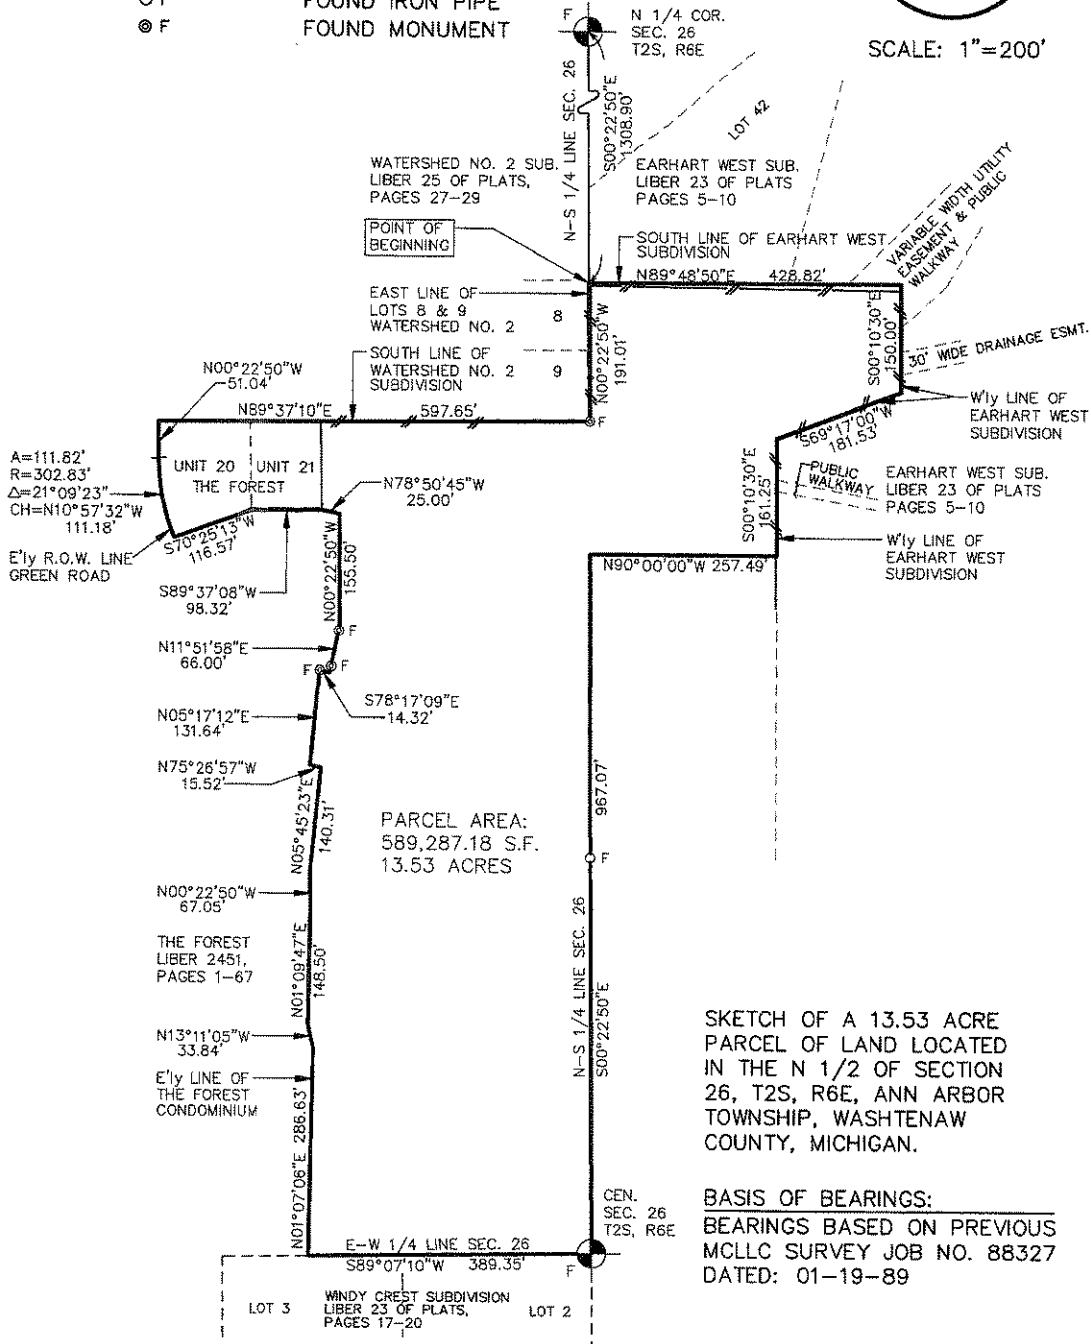 F FOUND IRON PIPE
F FOUND MONUMENT
F
N 1/4 COR.
SEC. 26
T2S, R6E
SCALE: 1"=200'
N-S 1/4 LINE SEC. 26
S00°22'50"E
1308.90'
LOT 42
WATERSHED NO. 2 SUB.
LIBER 25 OF PLATS,
PAGES 27-29
EARHART WEST SUB.
LIBER 23 OF PLATS
PAGES 5-10
VARIABLE WIDTH UTILITY
EASEMENT & PUBLIC
WALKWAY
POINT OF
BEGINNING
SOUTH LINE OF EARHART WEST
SUBDIVISION
N89°48'50"E 428.82'
EAST LINE OF
LOTS 8 & 9
WATERSHED NO. 2
8
9
N00°22'50"W
191.01'
S00°10'30"E
150.00'
30' WIDE DRAINAGE ESMT.
SOUTH LINE OF
WATERSHED NO. 2
SUBDIVISION
N00°22'50"W
51.04'
N89°37'10"E 597.65'
F
W'ly LINE OF
EARHART WEST
SUBDIVISION
S69°17'00"W
181.53'
A=111.82'
R=302.83'
Δ=21°09'23"
CH=N10°57'32"W
111.18'
UNIT 20 UNIT 21
THE FOREST
N78°50'45"W
25.00'
S00°10'30"E
161.25'
PUBLIC
WALKWAY
EARHART WEST SUB.
LIBER 23 OF PLATS
PAGES 5-10
E'ly R.O.W. LINE
GREEN ROAD
S70°25'13"W
116.57'
N00°22'50"W
155.50'
W'ly LINE OF
EARHART WEST
SUBDIVISION
N90°00'00"W 257.49'
S89°37'08"W
98.32'
F
N11°51'58"E
66.00'
F
F
S78°17'09"E
14.32'
N05°17'12"E
131.64'
N75°26'57"W
15.52'
N05°45'23"E
140.31'
967.07'
PARCEL AREA:
589,287.18 S.F.
13.53 ACRES
F
N00°22'50"W
67.05'
THE FOREST
LIBER 2451,
PAGES 1-67
N01°09'47"E
148.50'
N-S 1/4 LINE SEC. 26
S00°22'50"E
N13°11'05"W
33.84'
E'ly LINE OF
THE FOREST
CONDOMINIUM
N01°07'06"E 286.63'
SKETCH OF A 13.53 ACRE
PARCEL OF LAND LOCATED
IN THE N 1/2 OF SECTION
26, T2S, R6E, ANN ARBOR
TOWNSHIP, WASHTENAW
COUNTY, MICHIGAN.
CEN.
SEC. 26
T2S, R6E
BASIS OF BEARINGS:
BEARINGS BASED ON PREVIOUS
MCLLC SURVEY JOB NO. 88327
DATED: 01-19-89
E-W 1/4 LINE SEC. 26
S89°07'10"W 389.35'
F
LOT 3
WINDY CREST SUBDIVISION
LIBER 23 OF PLATS,
PAGES 17-20
LOT 2